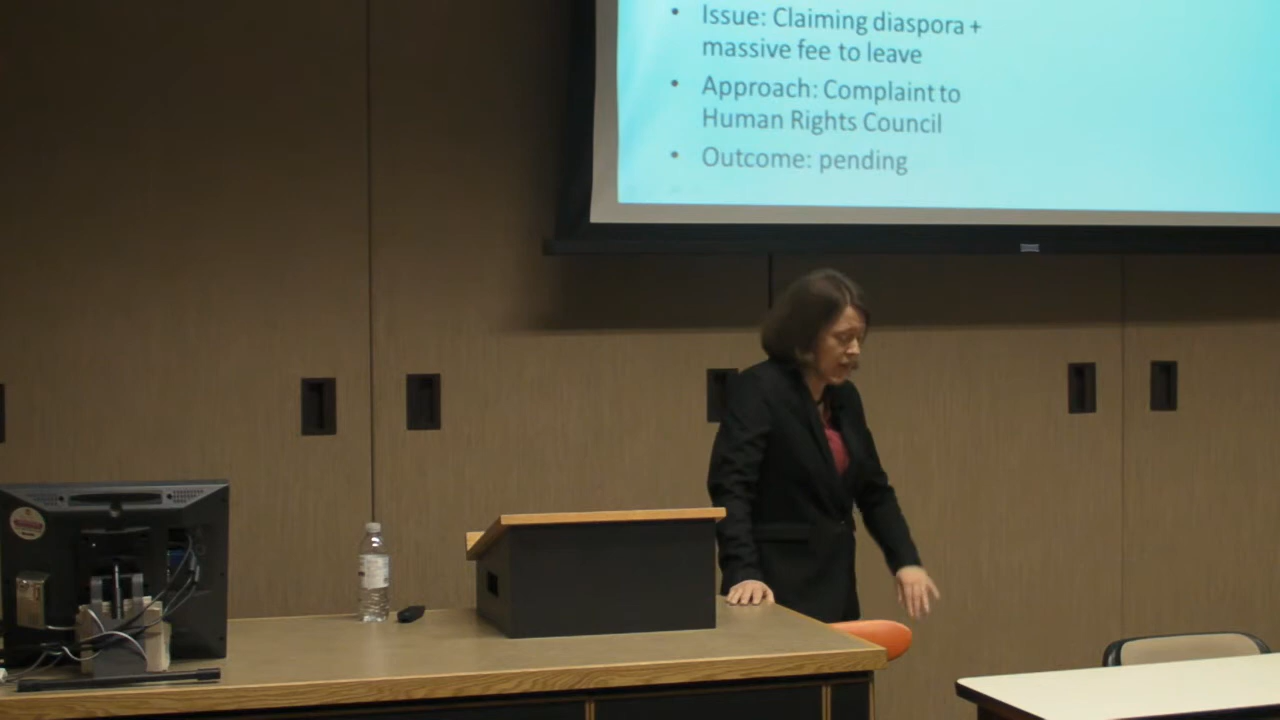 • Issue: Claiming diaspora +
massive fee to leave
• Approach: Complaint to
Human Rights Council
• Outcome: pending